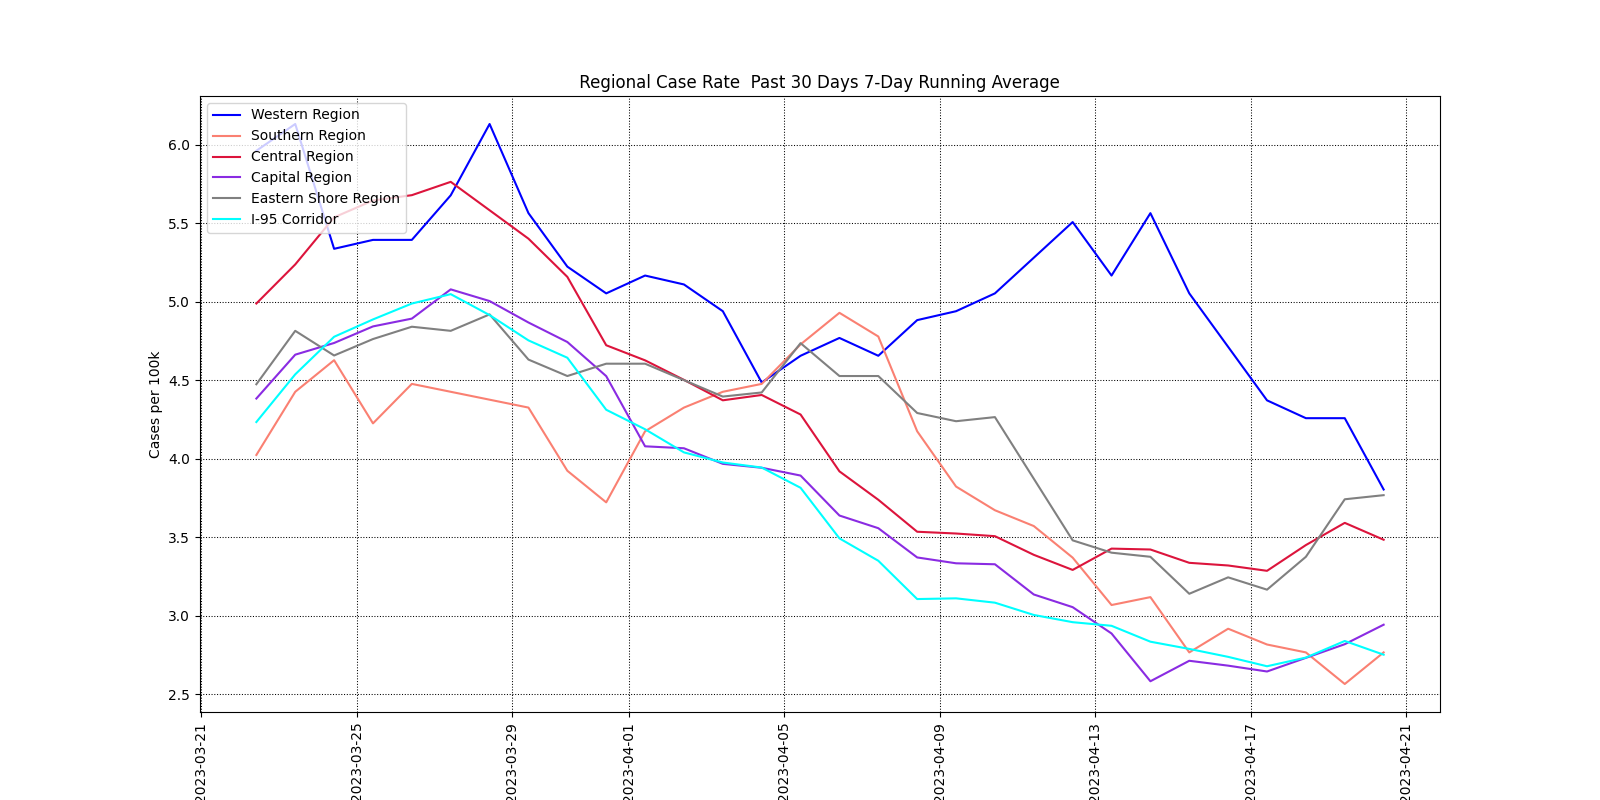 Regional Case Rate  Past 30 Days 7-Day Running Average
Western Region
Southern Region
Central Region
Capital Region
Eastern Shore Region
I-95 Corridor
Cases per 100k
6.0
5.5
5.0
4.5
4.0
3.5
3.0
2.5
2023-03-21
2023-03-25
2023-03-29
2023-04-01
2023-04-05
2023-04-09
2023-04-13
2023-04-17
2023-04-21